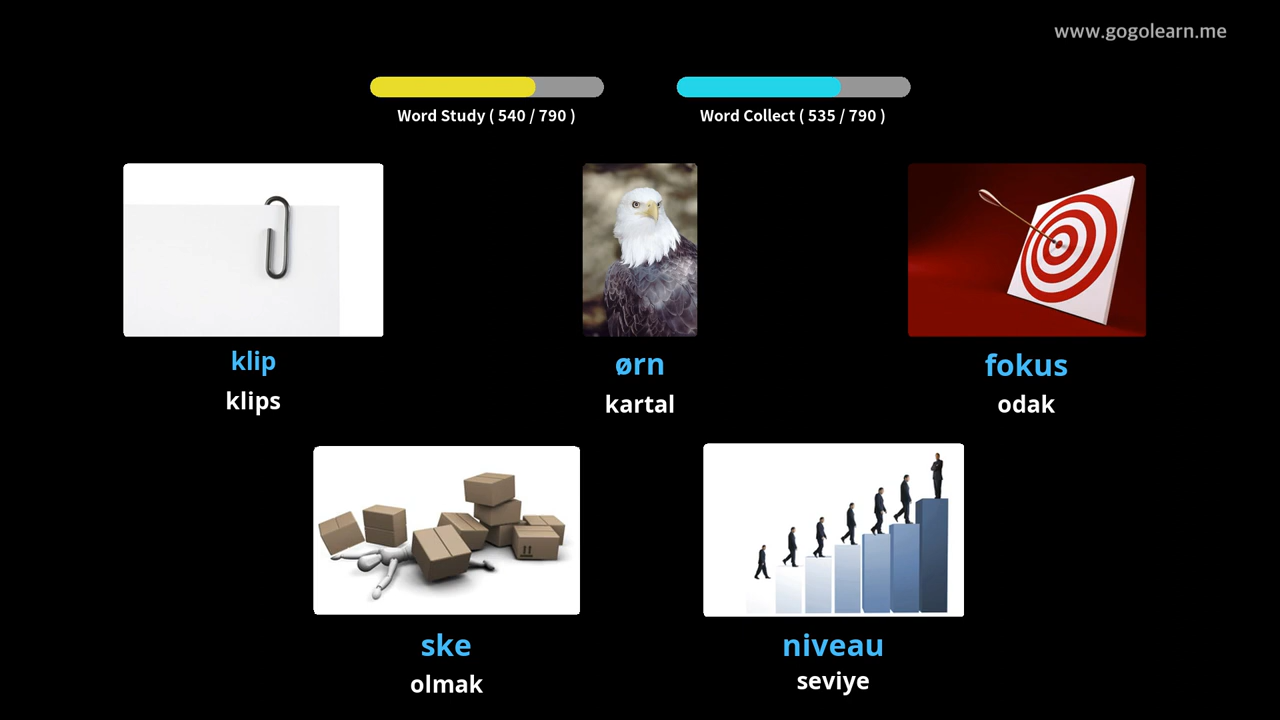 www.gogolearn.me
Word Study ( 540 / 790 )
Word Collect ( 535 / 790 )
klip
klips
ørn
kartal
fokus
odak
ske
olmak
niveau
seviye